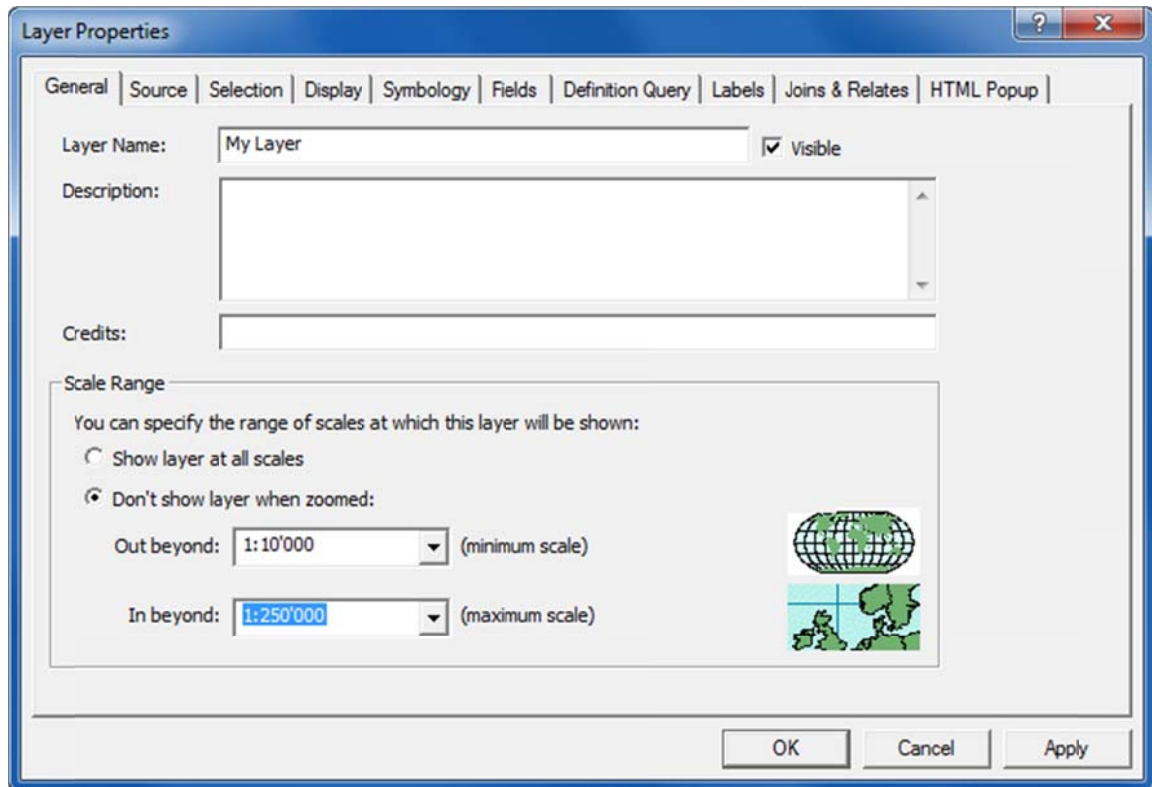 Layer Properties
General Source Selection Display Symbology Fields Definition Query Labels Joins & Relates HTML Popup
Layer Name: My Layer Visible
Description:
Credits:
Scale Range
You can specify the range of scales at which this layer will be shown:
Show layer at all scales
Don't show layer when zoomed:
Out beyond: 1:10'000 (minimum scale)
In beyond: 1:250'000 (maximum scale)
OK Cancel Apply